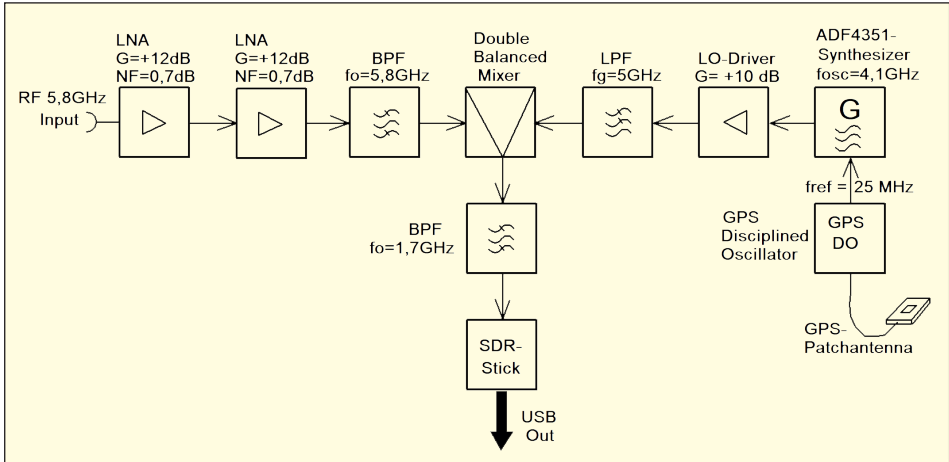 LNA
G=+12dB
NF=0,7dB
LNA
G=+12dB
NF=0,7dB
BPF
fo=5,8GHz
Double
Balanced
Mixer
LPF
fg=5GHz
LO-Driver
G= +10 dB
ADF4351-
Synthesizer
fosc=4,1GHz
RF 5,8GHz
Input
G
fref = 25 MHz
BPF
fo=1,7GHz
GPS
Disciplined
Oscillator
GPS
DO
SDR-
Stick
GPS-
Patchantenna
USB
Out